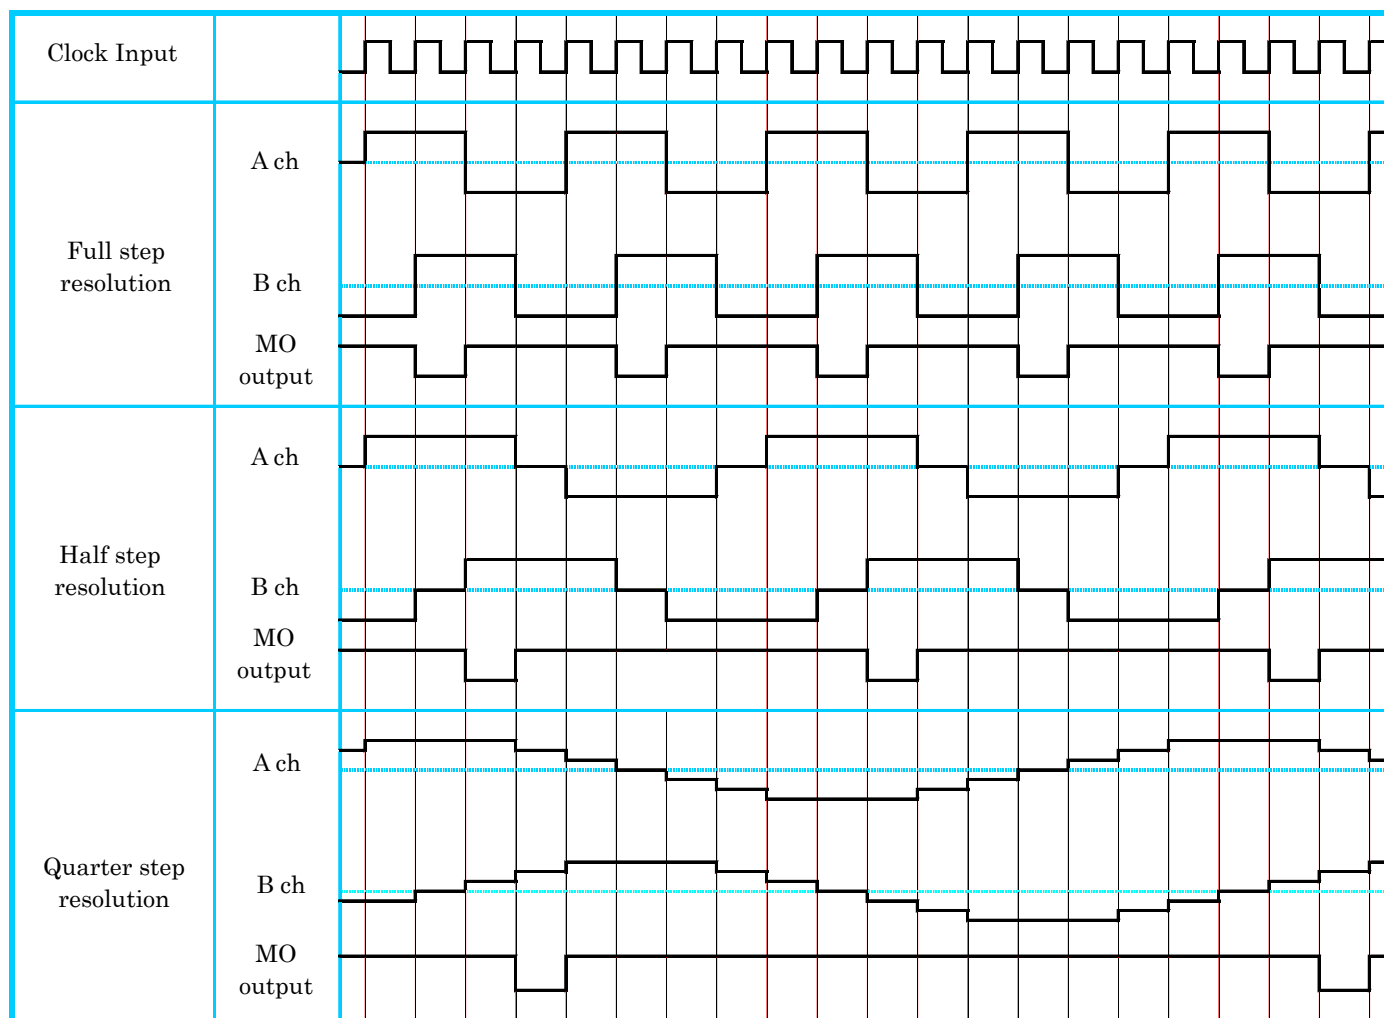 Clock Input
Full step
resolution
A ch
B ch
MO
output
Half step
resolution
A ch
B ch
MO
output
Quarter step
resolution
A ch
B ch
MO
output